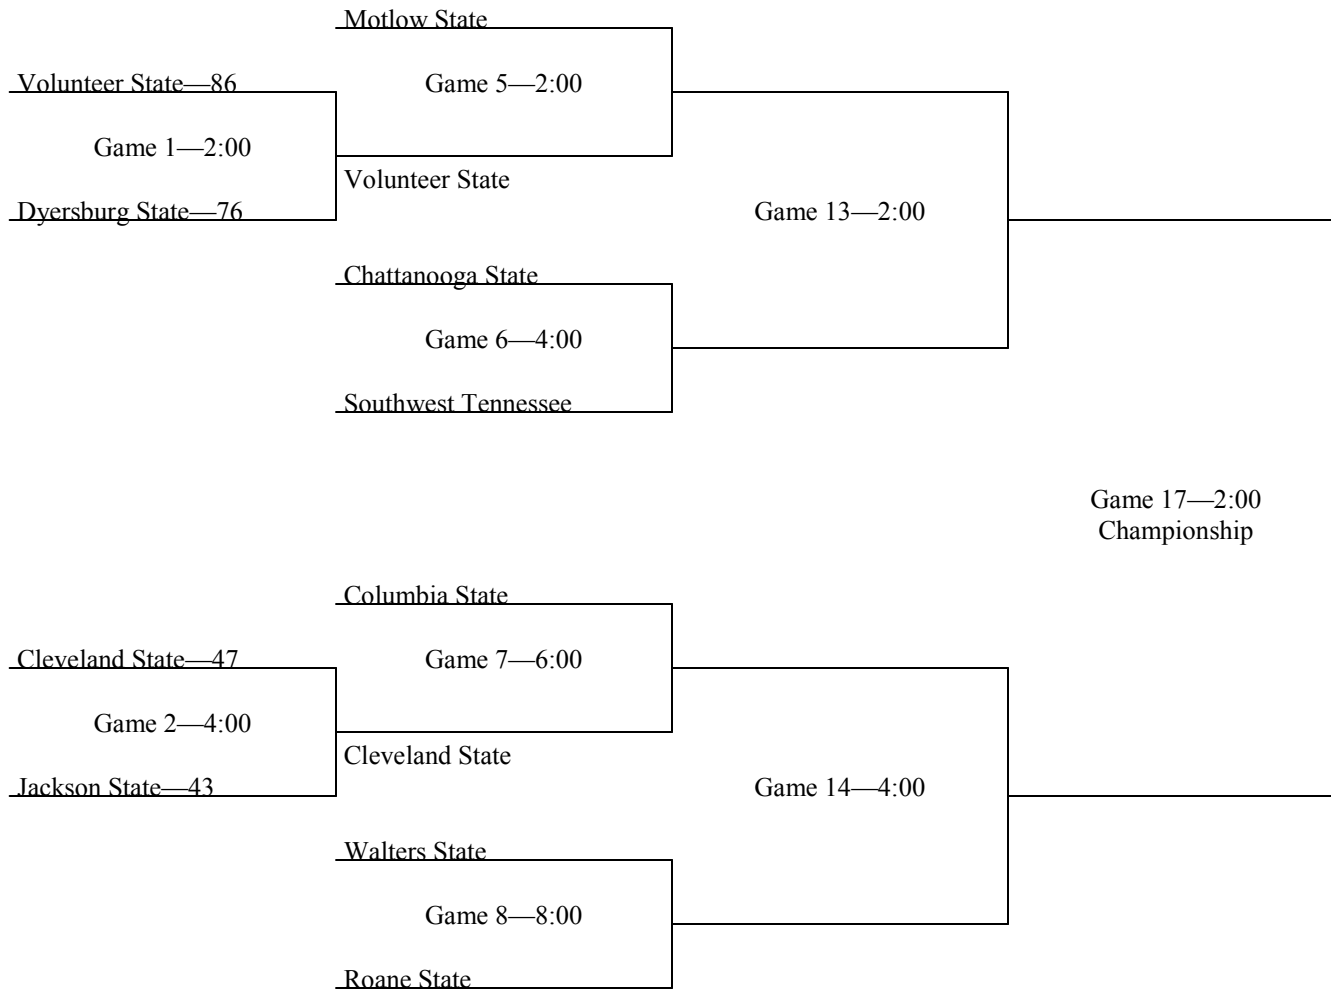 Motlow State
Volunteer State—86
Game 5—2:00
Game 1—2:00
Volunteer State
Dyersburg State—76
Game 13—2:00
Chattanooga State
Game 6—4:00
Southwest Tennessee
Game 17—2:00
Championship
Columbia State
Cleveland State—47
Game 7—6:00
Game 2—4:00
Cleveland State
Jackson State—43
Game 14—4:00
Walters State
Game 8—8:00
Roane State